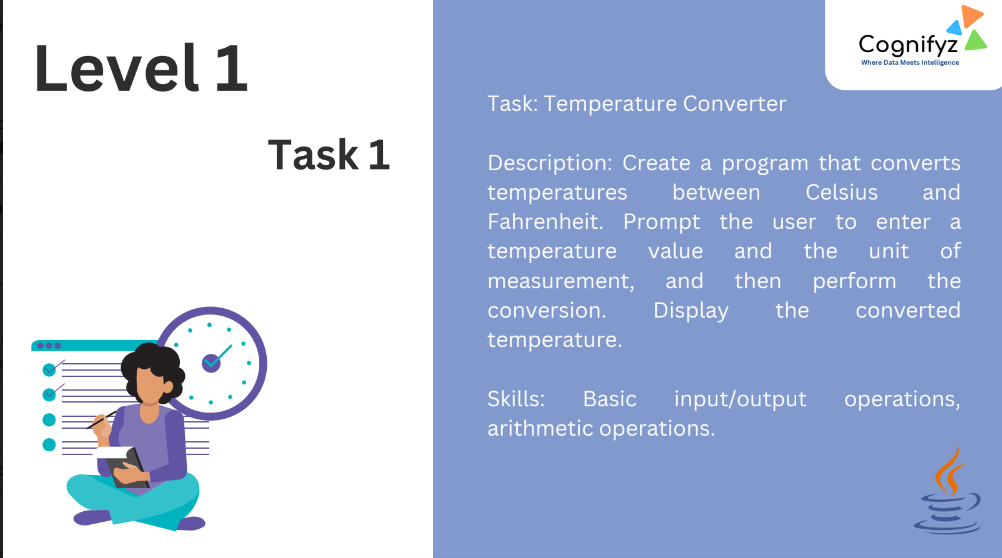 Level 1
Task 1
Cognifyz
Where Data Meets Intelligence
Task: Temperature Converter
Description: Create a program that converts
temperatures between Celsius and
Fahrenheit. Prompt the user to enter a
temperature value and the unit of
measurement, and then perform the
conversion. Display the converted
temperature.
Skills: Basic input/output operations,
arithmetic operations.